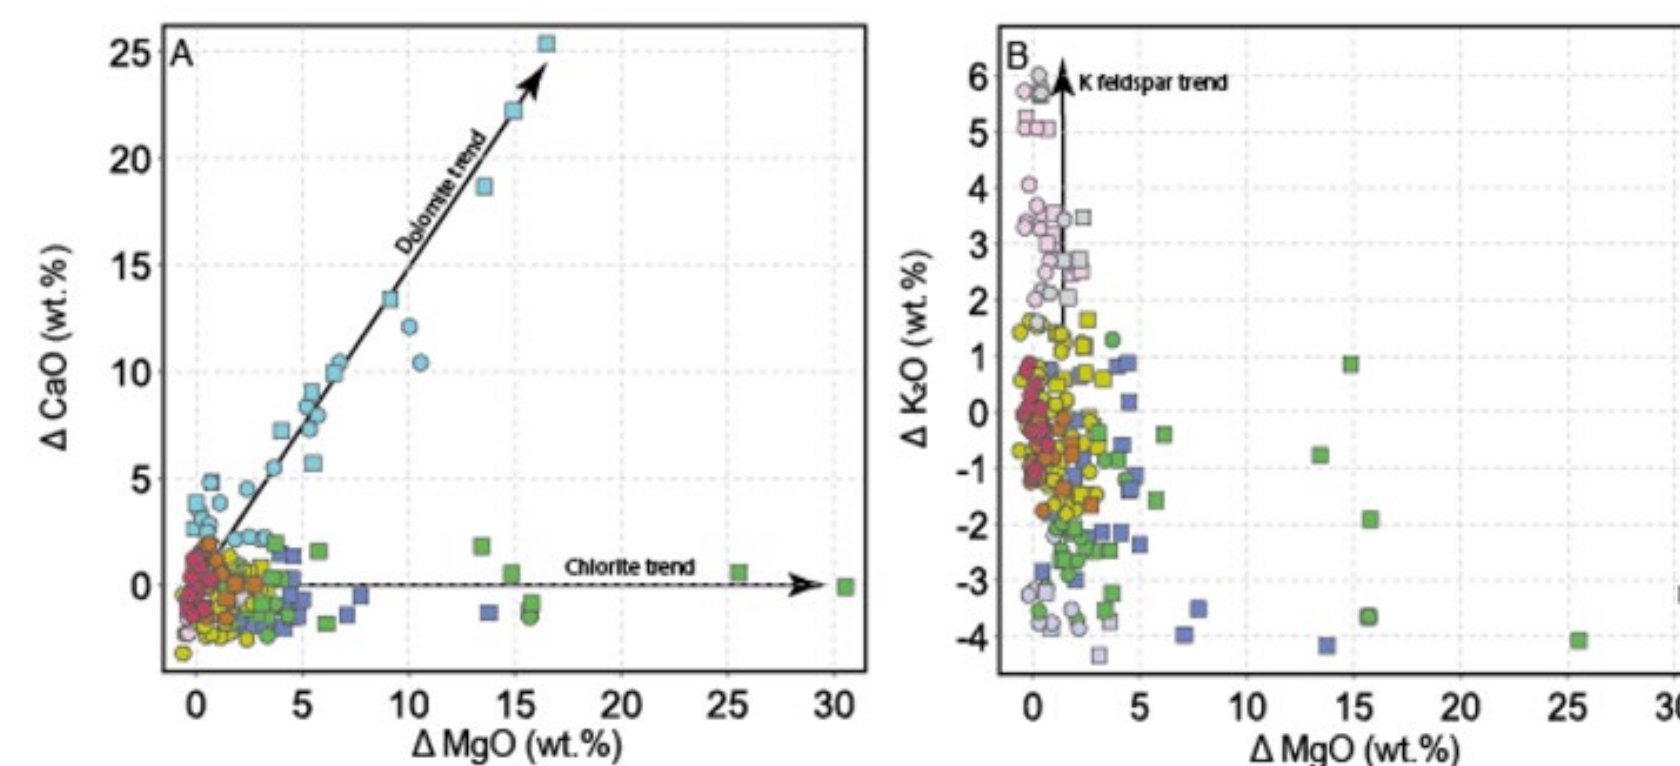 A
25
20
15
10
5
0
Δ CaO (wt.%)
Dolomite trend
Chlorite trend
0 5 10 15 20 25 30
Δ MgO (wt.%)
B
K feldspar trend
6
5
4
3
2
1
0
-1
-2
-3
-4
Δ K₂O (wt.%)
0 5 10 15 20 25
Δ MgO (wt.%)